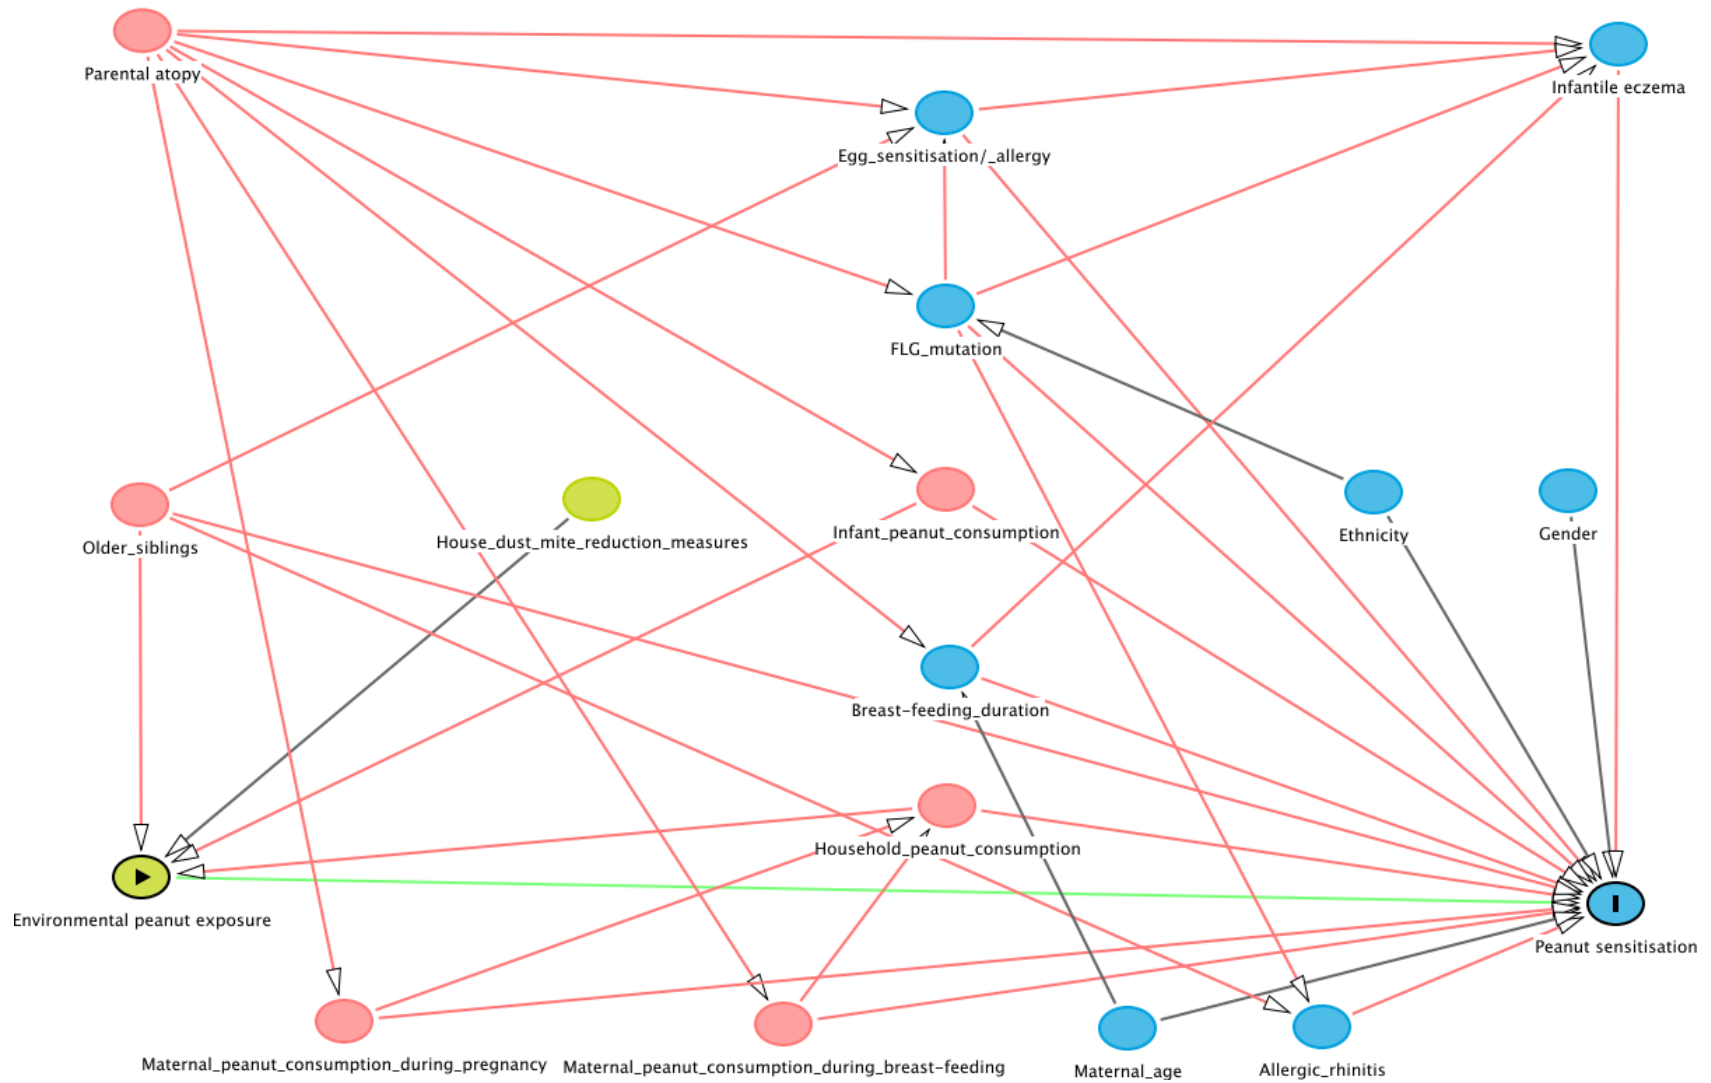 Parental atopy
Infantile eczema
Egg_sensitisation/_allergy
FLG_mutation
Older_siblings
House_dust_mite_reduction_measures
Infant_peanut_consumption
Ethnicity
Gender
Breast-feeding_duration
Household_peanut_consumption
Environmental peanut exposure
Peanut sensitisation
Maternal_peanut_consumption_during_pregnancy
Maternal_peanut_consumption_during_breast-feeding
Maternal_age
Allergic_rhinitis